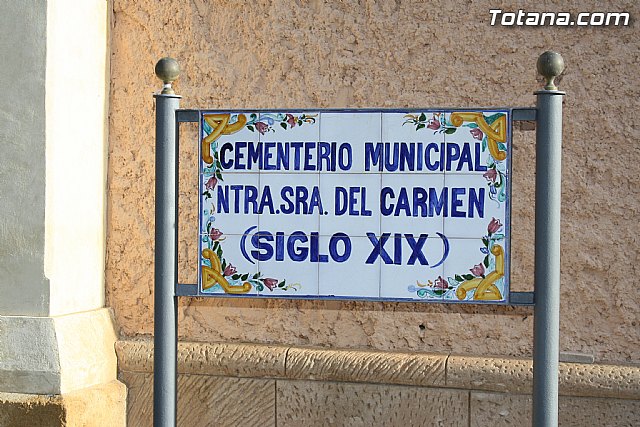 Totana.com
CEMENTERIO MUNICIPAL
NTRA.SRA. DEL CARMEN
(SIGLO XIX)